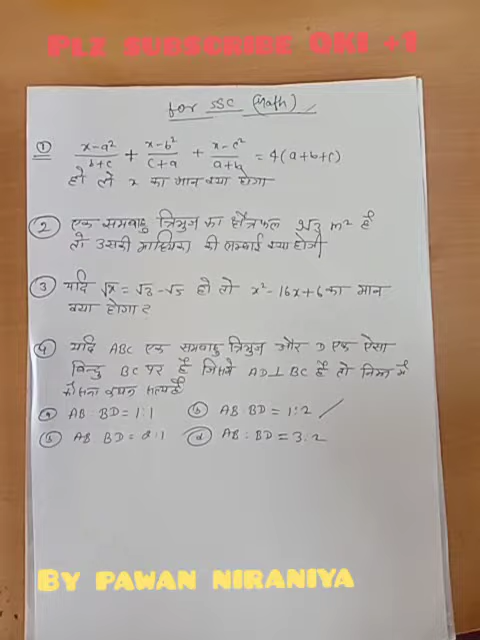 Plz subscribe OKI +1
for SSC (Math)
① x-a²/b+c + x-b²/c+a + x-c²/a+b = 4(a+b+c)
हो तो x का मान क्या होगा
② एक समबाहु त्रिभुज का क्षेत्रफल 9√3 m² है
तो उसकी माध्यिका की लम्बाई क्या होगी
③ यदि √x = √3-√5 हो तो x²-16x+6 का मान
क्या होगा ?
④ यदि ABC एक समबाहु त्रिभुज और D एक ऐसा
बिन्दु BC पर है जिसमे AD⊥BC है तो निम्न में
कौनसा कथन सत्य है
ⓐ AB:BD=1:1 ⓑ AB:BD=1:2
ⓑ AB BD=2:1 ⓓ AB:BD=3:2
By PAWAN NIRANIYA